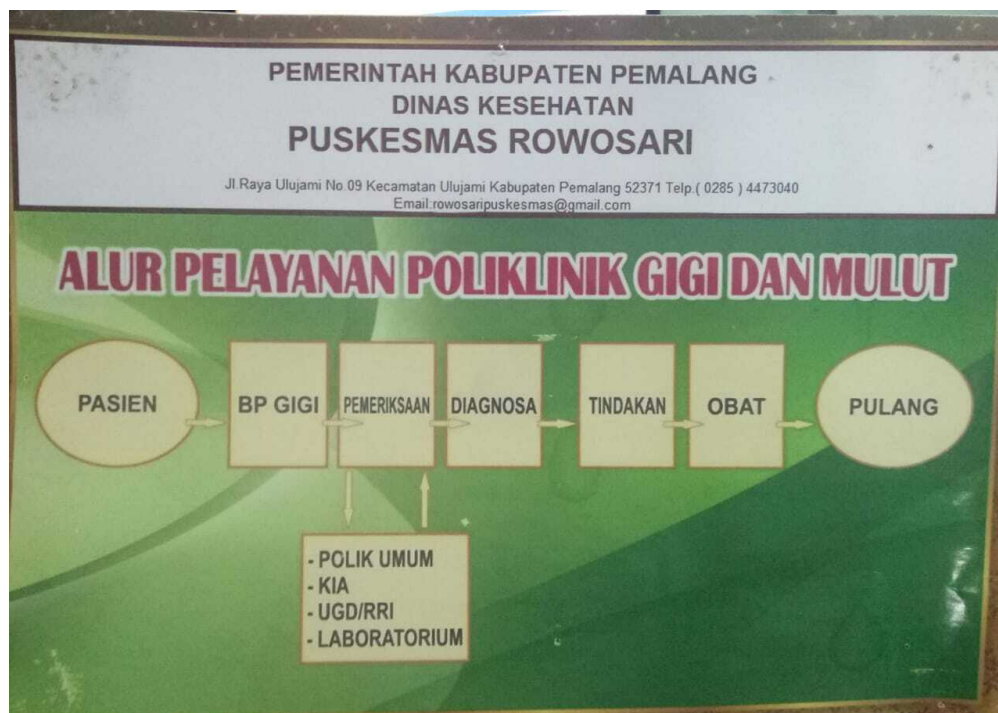 PEMERINTAH KABUPATEN PEMALANG
DINAS KESEHATAN
PUSKESMAS ROWOSARI
Jl.Raya Ulujami No.09 Kecamatan Ulujami Kabupaten Pemalang 52371 Telp.( 0285 ) 4473040
Email:rowosaripuskesmas@gmail.com
ALUR PELAYANAN POLIKLINIK GIGI DAN MULUT
PASIEN
BP GIGI
PEMERIKSAAN
DIAGNOSA
TINDAKAN
OBAT
PULANG
- POLIK UMUM
- KIA
- UGD/RRI
- LABORATORIUM